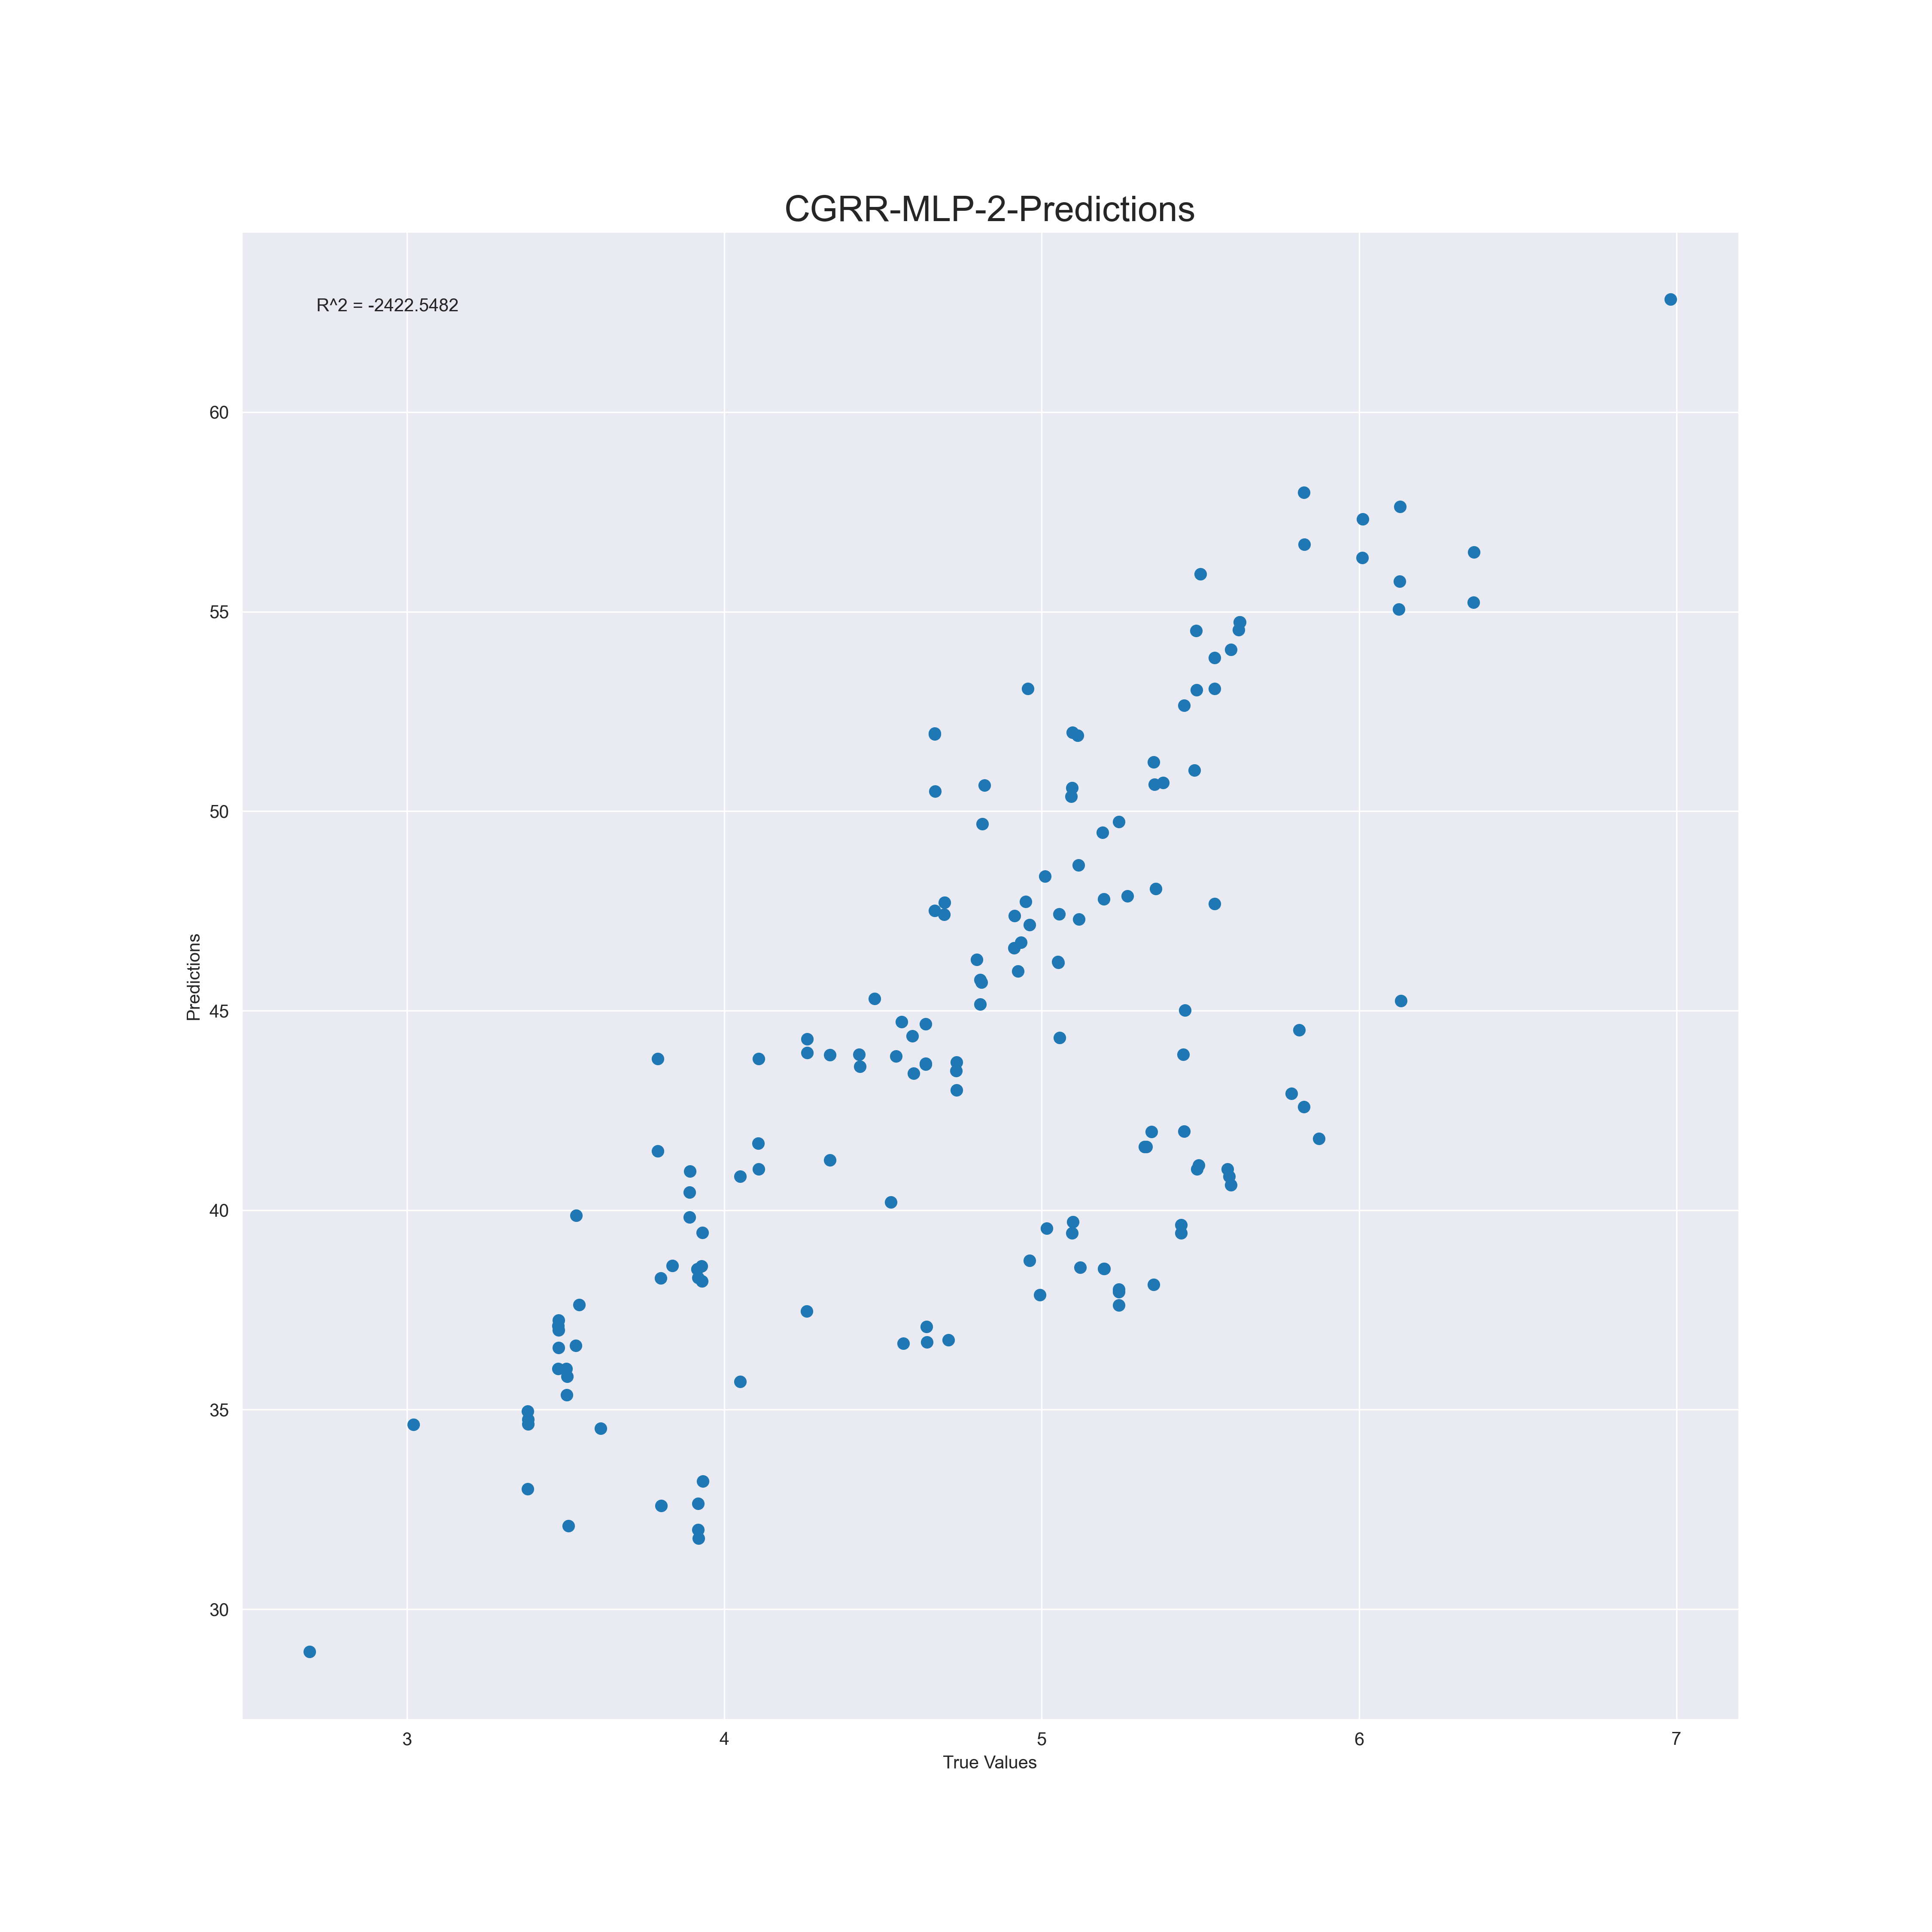 CGRR-MLP-2-Predictions
R^2 = -2422.5482
60
55
50
45
40
35
30
Predictions
3 4 5 6 7
True Values